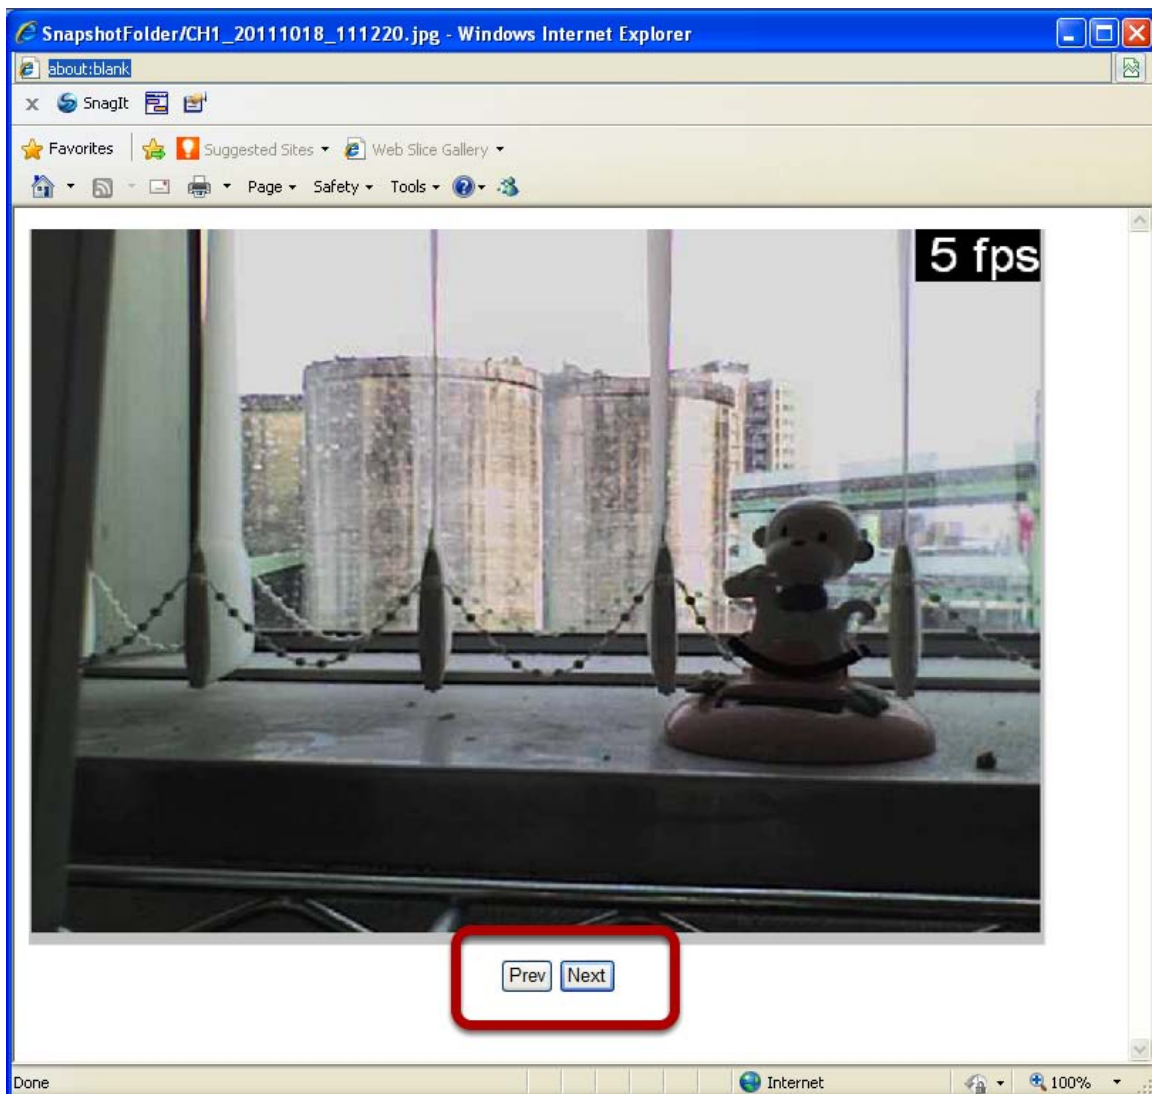 SnapshotFolder/CH1_20111018_111220.jpg - Windows Internet Explorer
about:blank
x SnagIt
Favorites Suggested Sites Web Slice Gallery
Page Safety Tools
5 fps
Prev Next
Done Internet 100%